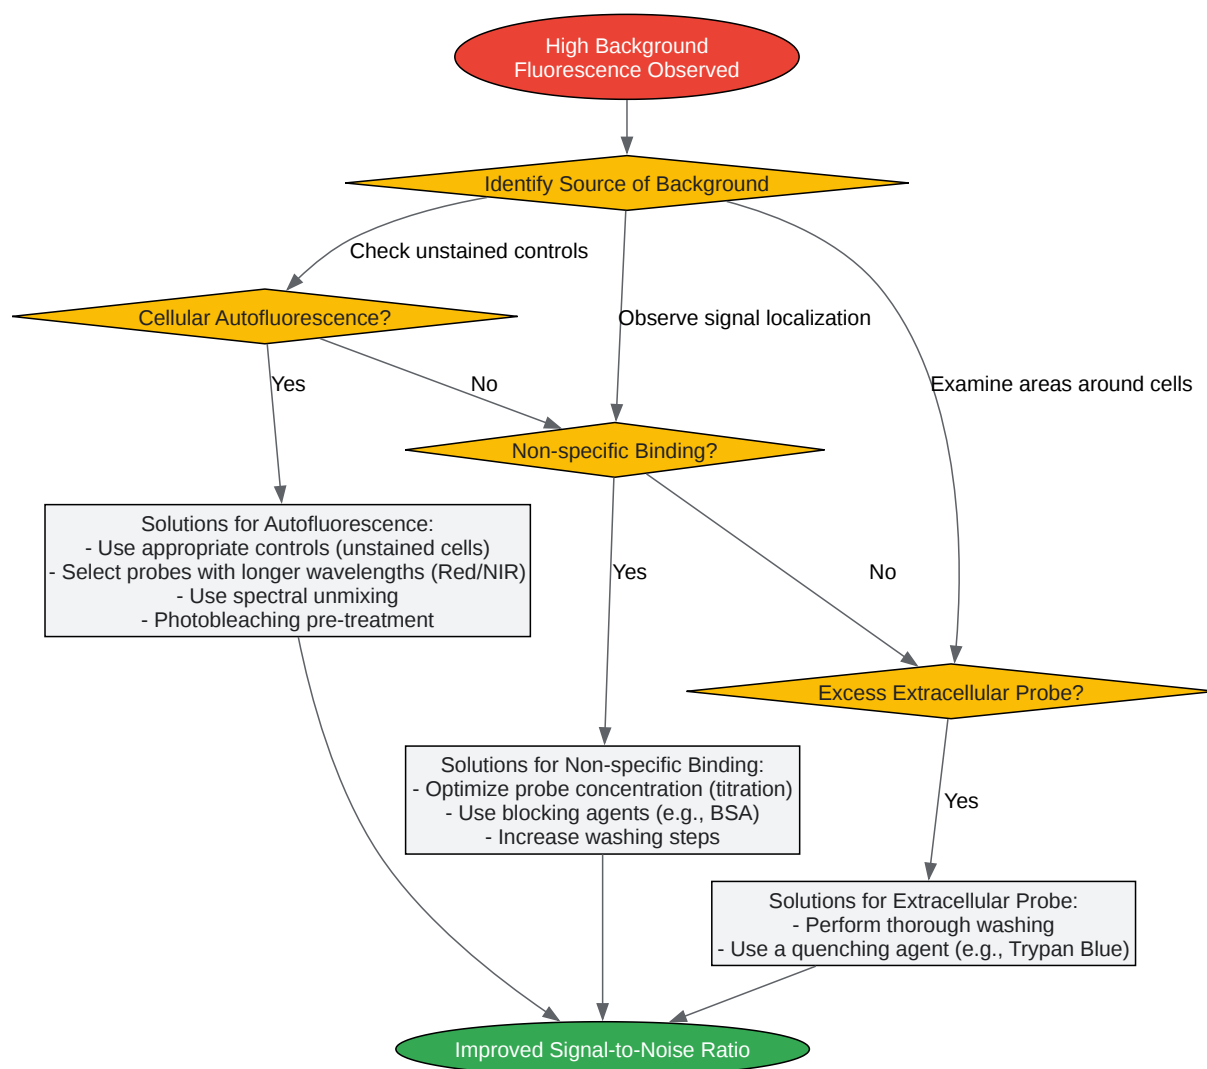 High Background
Fluorescence Observed
Identify Source of Background
Check unstained controls
Cellular Autofluorescence?
Observe signal localization
Examine areas around cells
Yes
No
Non-specific Binding?
Solutions for Autofluorescence:
- Use appropriate controls (unstained cells)
- Select probes with longer wavelengths (Red/NIR)
- Use spectral unmixing
- Photobleaching pre-treatment
Yes
No
Excess Extracellular Probe?
Solutions for Non-specific Binding:
- Optimize probe concentration (titration)
- Use blocking agents (e.g., BSA)
- Increase washing steps
Yes
Solutions for Extracellular Probe:
- Perform thorough washing
- Use a quenching agent (e.g., Trypan Blue)
Improved Signal-to-Noise Ratio